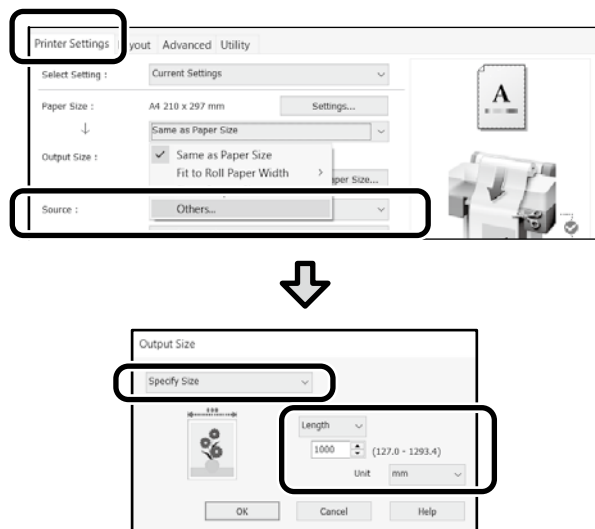 Printer Settings yout Advanced Utility
Select Setting : Current Settings
Paper Size : A4 210 x 297 mm Settings...
Same as Paper Size
Output Size : Same as Paper Size
Fit to Roll Paper Width
per Size...
Source : Others...
A
Output Size
Specify Size
Length
1000 (127.0 - 1293.4)
Unit mm
OK Cancel Help